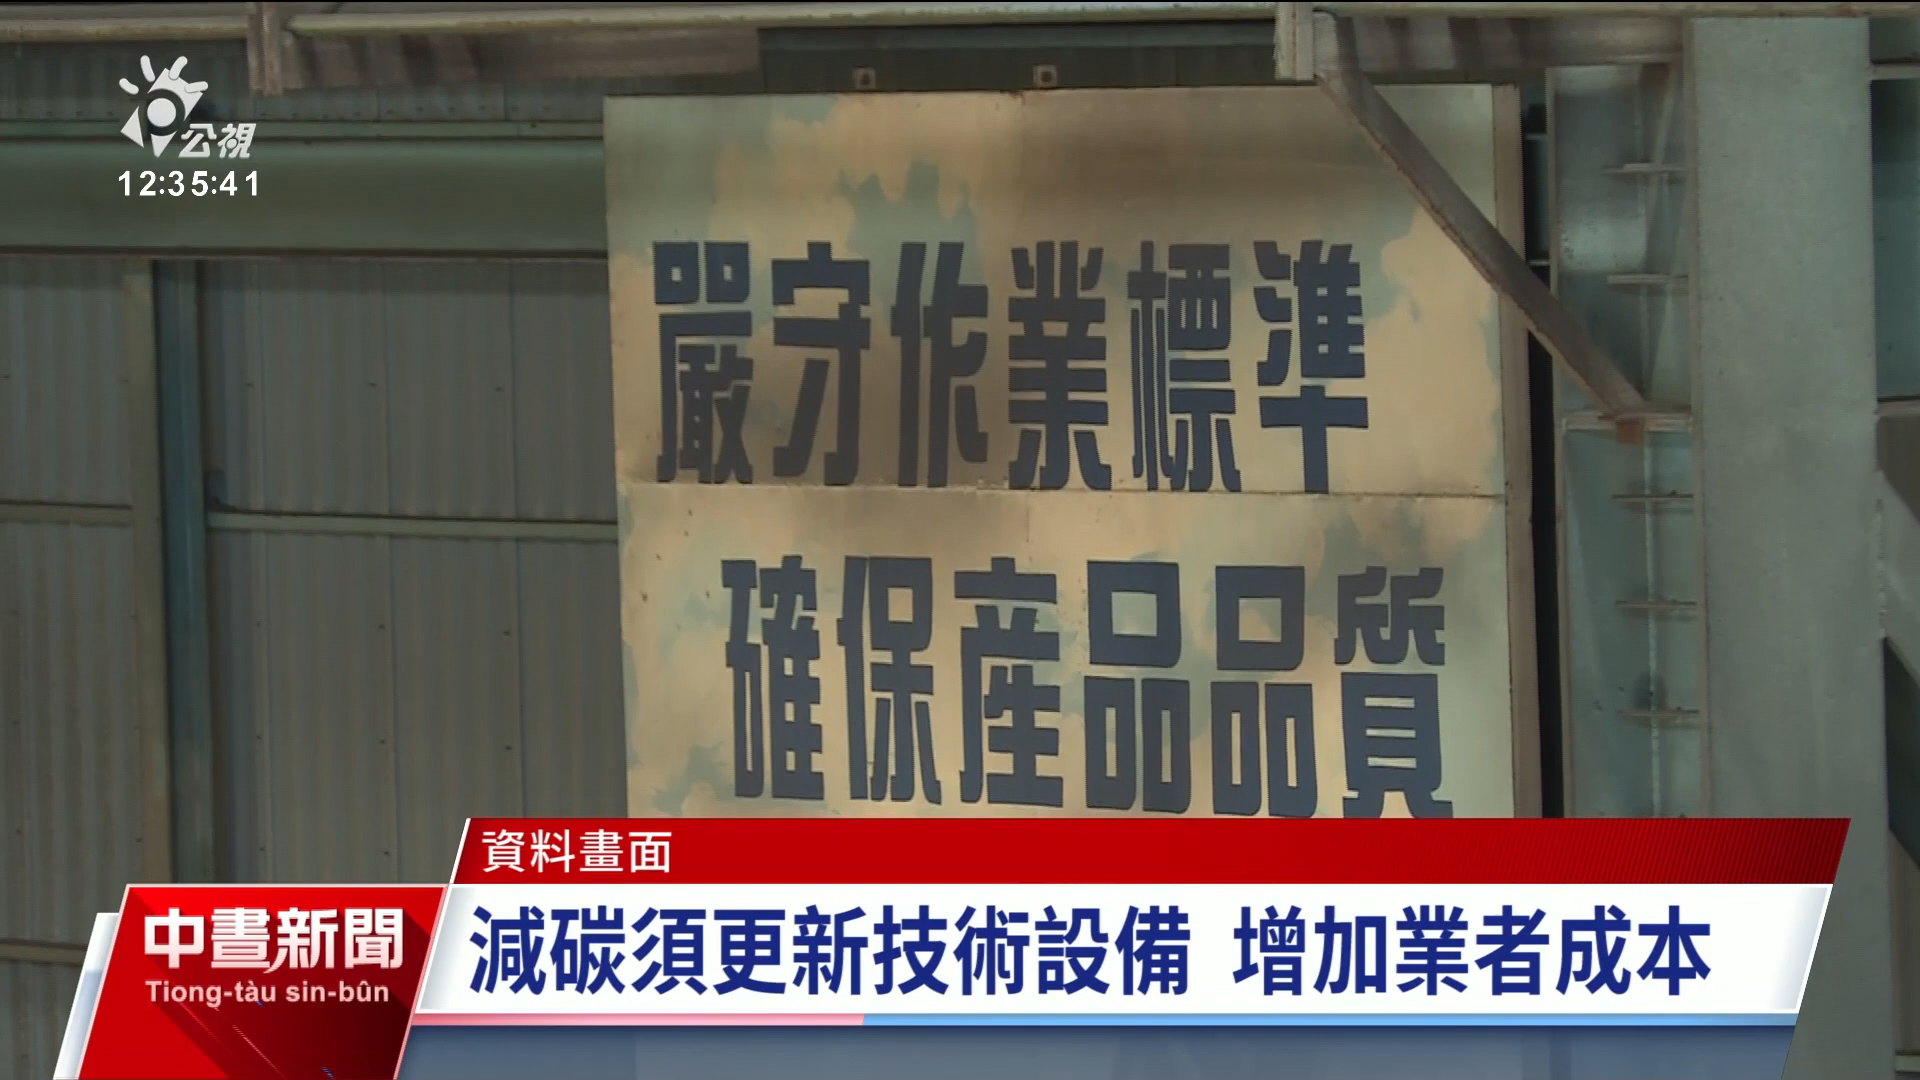 公視
12:35:41
嚴守作業標準
確保產品品質
資料畫面
減碳須更新技術設備 增加業者成本
中晝新聞
Tiong-tàu sin-bûn